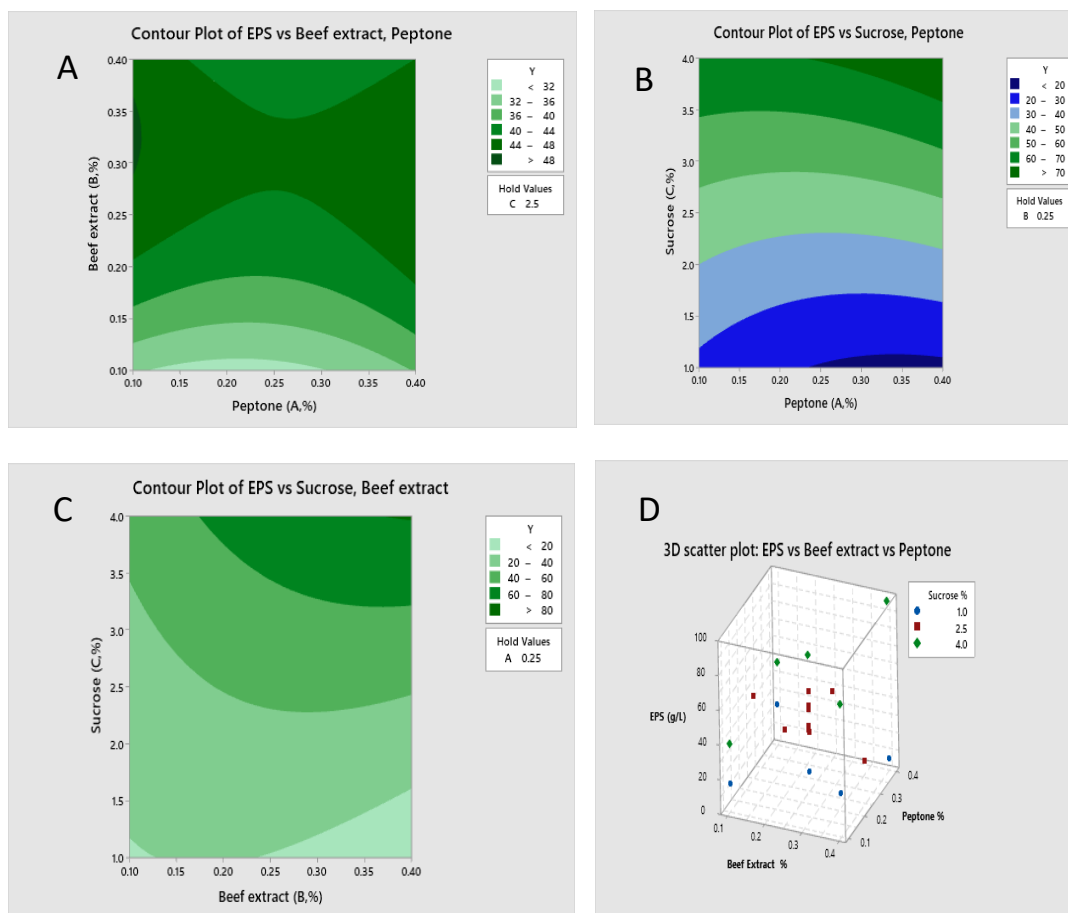 A
Contour Plot of EPS vs Beef extract, Peptone
Beef extract (B,%)
0.40
0.35
0.30
0.25
0.20
0.15
0.10
0.10 0.15 0.20 0.25 0.30 0.35 0.40
Peptone (A,%)
Y
< 32
32 – 36
36 – 40
40 – 44
44 – 48
> 48
Hold Values
C 2.5
B
Contour Plot of EPS vs Sucrose, Peptone
Sucrose (C,%)
4.0
3.5
3.0
2.5
2.0
1.5
1.0
0.10 0.15 0.20 0.25 0.30 0.35 0.40
Peptone (A,%)
Y
< 20
20 – 30
30 – 40
40 – 50
50 – 60
60 – 70
> 70
Hold Values
B 0.25
C
Contour Plot of EPS vs Sucrose, Beef extract
Sucrose (C,%)
4.0
3.5
3.0
2.5
2.0
1.5
1.0
0.10 0.15 0.20 0.25 0.30 0.35 0.40
Beef extract (B,%)
Y
< 20
20 – 40
40 – 60
60 – 80
> 80
Hold Values
A 0.25
D
3D scatter plot: EPS vs Beef extract vs Peptone
Sucrose %
1.0
2.5
4.0
EPS (g/L)
100
80
60
40
20
0
0.1 0.2 0.3 0.4
Beef Extract %
0.1
0.2
0.3
0.4
Peptone %